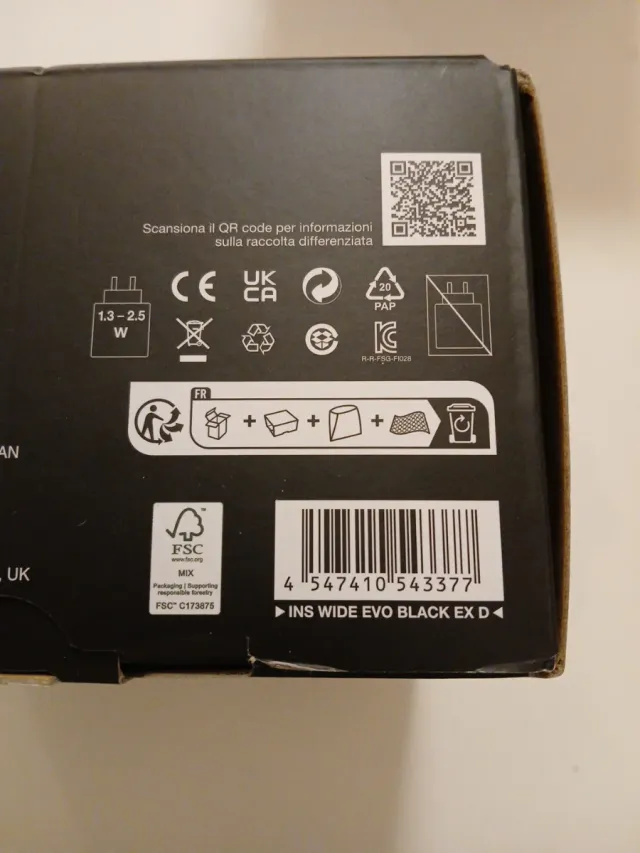 Scansiona il QR code per informazioni
sulla raccolta differenziata
1.3 – 2.5
W
CE
UK
CA
20
PAP
R-R-FSG-FI028
FR
AN
, UK
FSC
www.fsc.org
MIX
Packaging | Supporting
responsible forestry
FSC™ C173875
4 547410 543377
INS WIDE EVO BLACK EX D